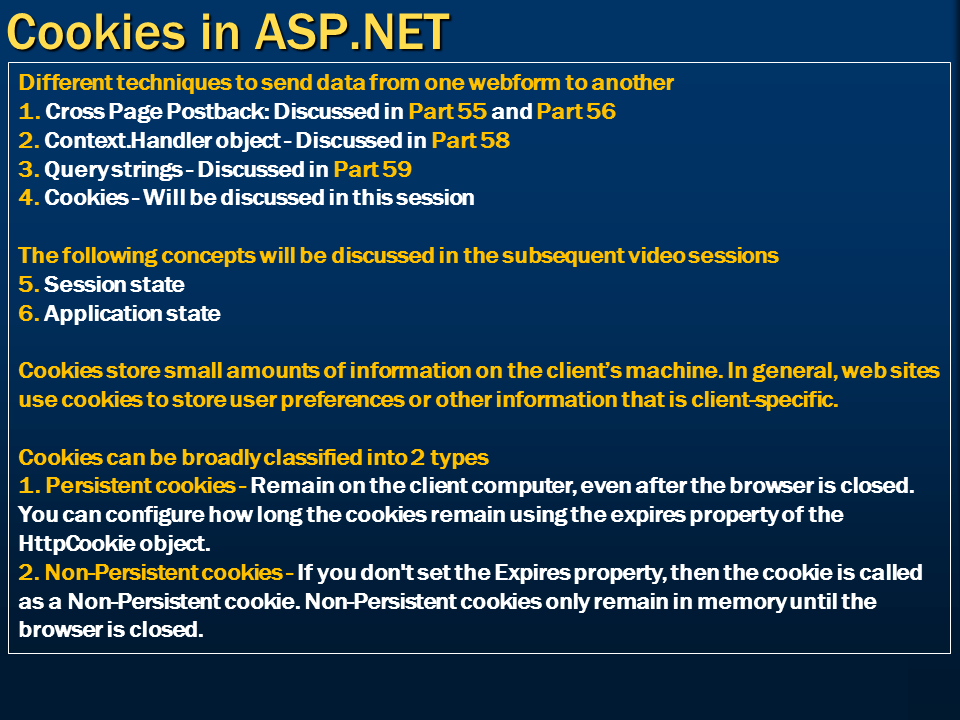 Cookies in ASP.NET
Different techniques to send data from one webform to another
1. Cross Page Postback: Discussed in Part 55 and Part 56
2. Context.Handler object - Discussed in Part 58
3. Query strings - Discussed in Part 59
4. Cookies - Will be discussed in this session
The following concepts will be discussed in the subsequent video sessions
5. Session state
6. Application state
Cookies store small amounts of information on the client's machine. In general, web sites
use cookies to store user preferences or other information that is client-specific.
Cookies can be broadly classified into 2 types
1. Persistent cookies - Remain on the client computer, even after the browser is closed.
You can configure how long the cookies remain using the expires property of the
HttpCookie object.
2. Non-Persistent cookies - If you don't set the Expires property, then the cookie is called
as a Non-Persistent cookie. Non-Persistent cookies only remain in memory until the
browser is closed.